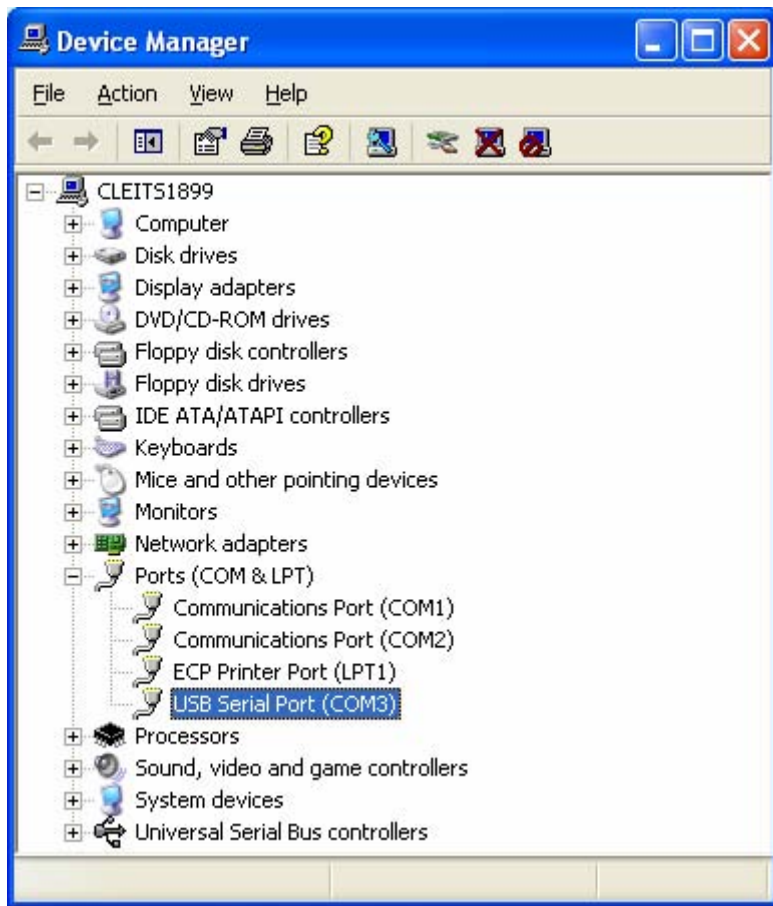 Device Manager
File Action View Help
CLEITS1899
Computer
Disk drives
Display adapters
DVD/CD-ROM drives
Floppy disk controllers
Floppy disk drives
IDE ATA/ATAPI controllers
Keyboards
Mice and other pointing devices
Monitors
Network adapters
Ports (COM & LPT)
Communications Port (COM1)
Communications Port (COM2)
ECP Printer Port (LPT1)
USB Serial Port (COM3)
Processors
Sound, video and game controllers
System devices
Universal Serial Bus controllers